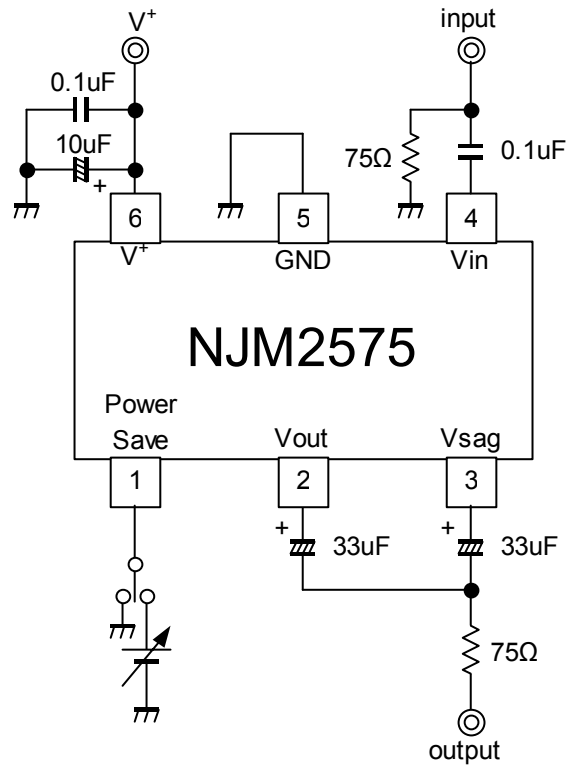 V+
input
0.1uF
10uF
+
75Ω
0.1uF
6
5
4
V+
GND
Vin
NJM2575
Power
Save
Vout
Vsag
1
2
3
+
33uF
+
33uF
75Ω
output